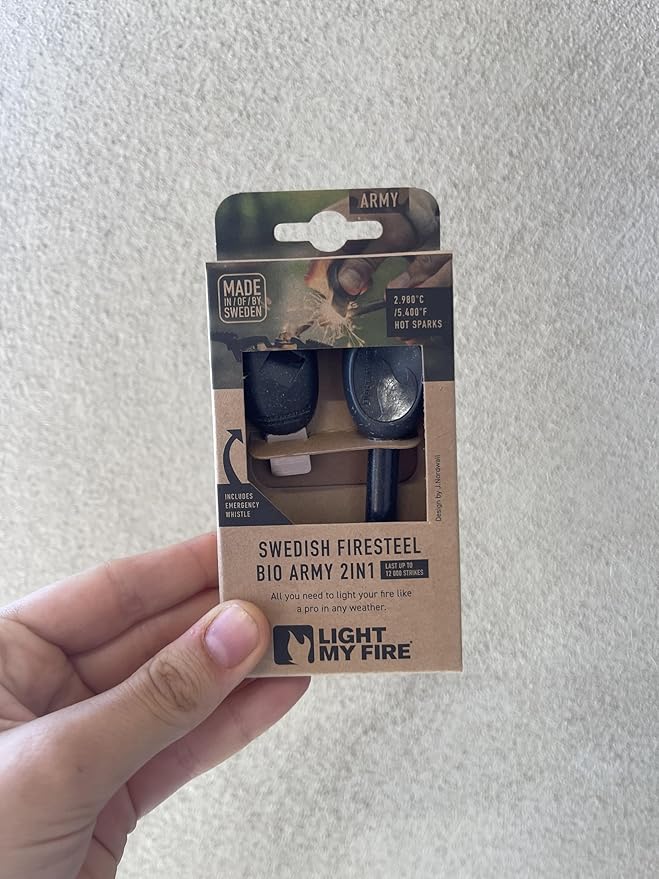 ARMY
MADE
IN/OF/BY
SWEDEN
2.980°C
/5.400°F
HOT SPARKS
INCLUDES
EMERGENCY
WHISTLE
Design by J.Nordwall
SWEDISH FIRESTEEL
BIO ARMY 2IN1
LAST UP TO
12 000 STRIKES
All you need to light your fire like
a pro in any weather.
LIGHT
MY FIRE®